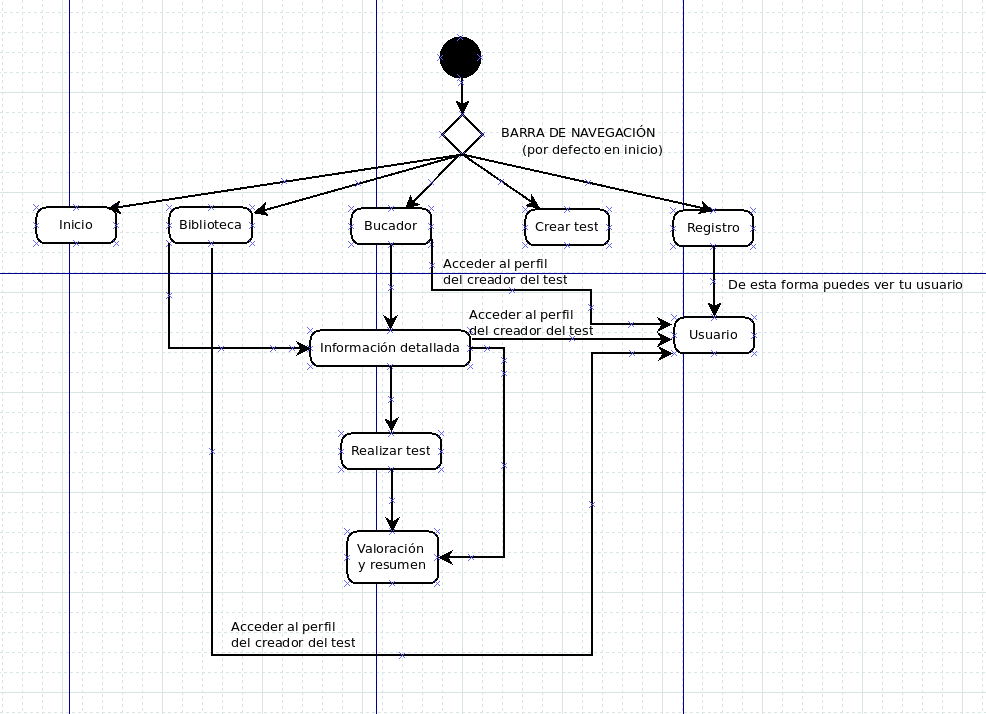 BARRA DE NAVEGACIÓN
(por defecto en inicio)
Inicio
Biblioteca
Bucador
Crear test
Registro
Acceder al perfil
del creador del test
De esta forma puedes ver tu usuario
Acceder al perfil
del creador del test
Usuario
Información detallada
Realizar test
Valoración
y resumen
Acceder al perfil
del creador del test